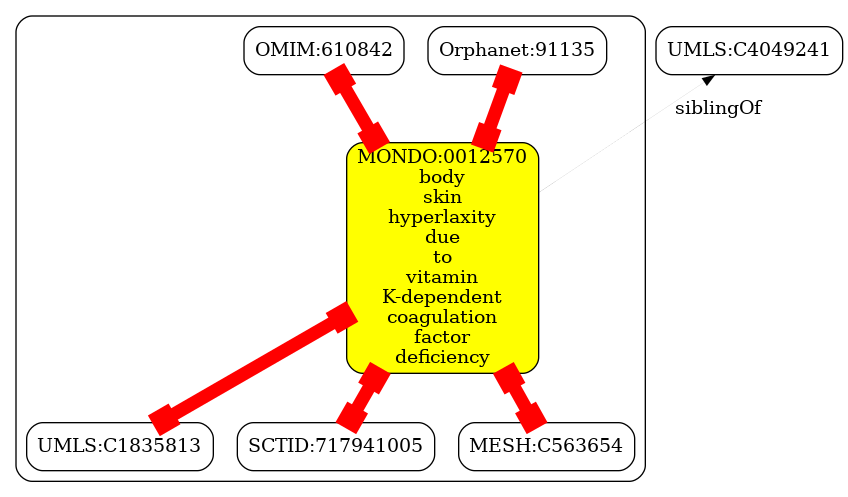 OMIM:610842
Orphanet:91135
UMLS:C4049241
siblingOf
MONDO:0012570
body
skin
hyperlaxity
due
to
vitamin
K-dependent
coagulation
factor
deficiency
UMLS:C1835813
SCTID:717941005
MESH:C563654